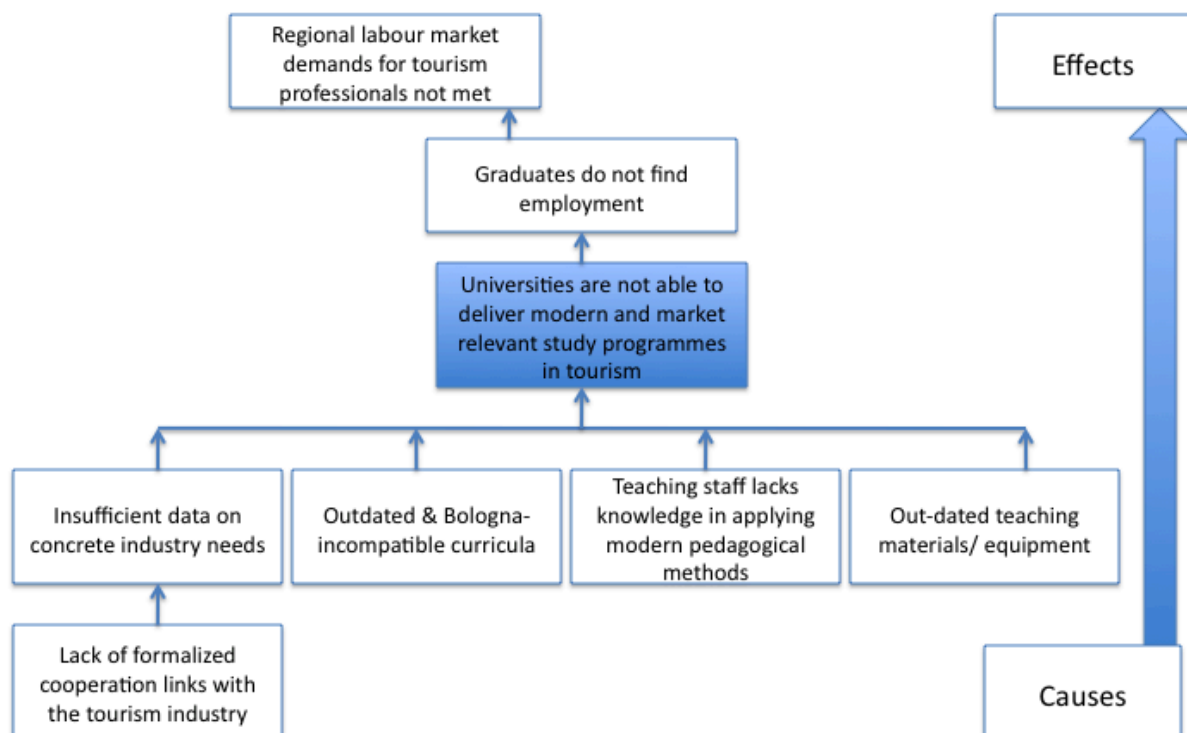 Regional labour market
demands for tourism
professionals not met
Effects
Graduates do not find
employment
Universities are not able to
deliver modern and market
relevant study programmes
in tourism
Insufficient data on
concrete industry needs
Outdated & Bologna-
incompatible curricula
Teaching staff lacks
knowledge in applying
modern pedagogical
methods
Out-dated teaching
materials/ equipment
Lack of formalized
cooperation links with
the tourism industry
Causes